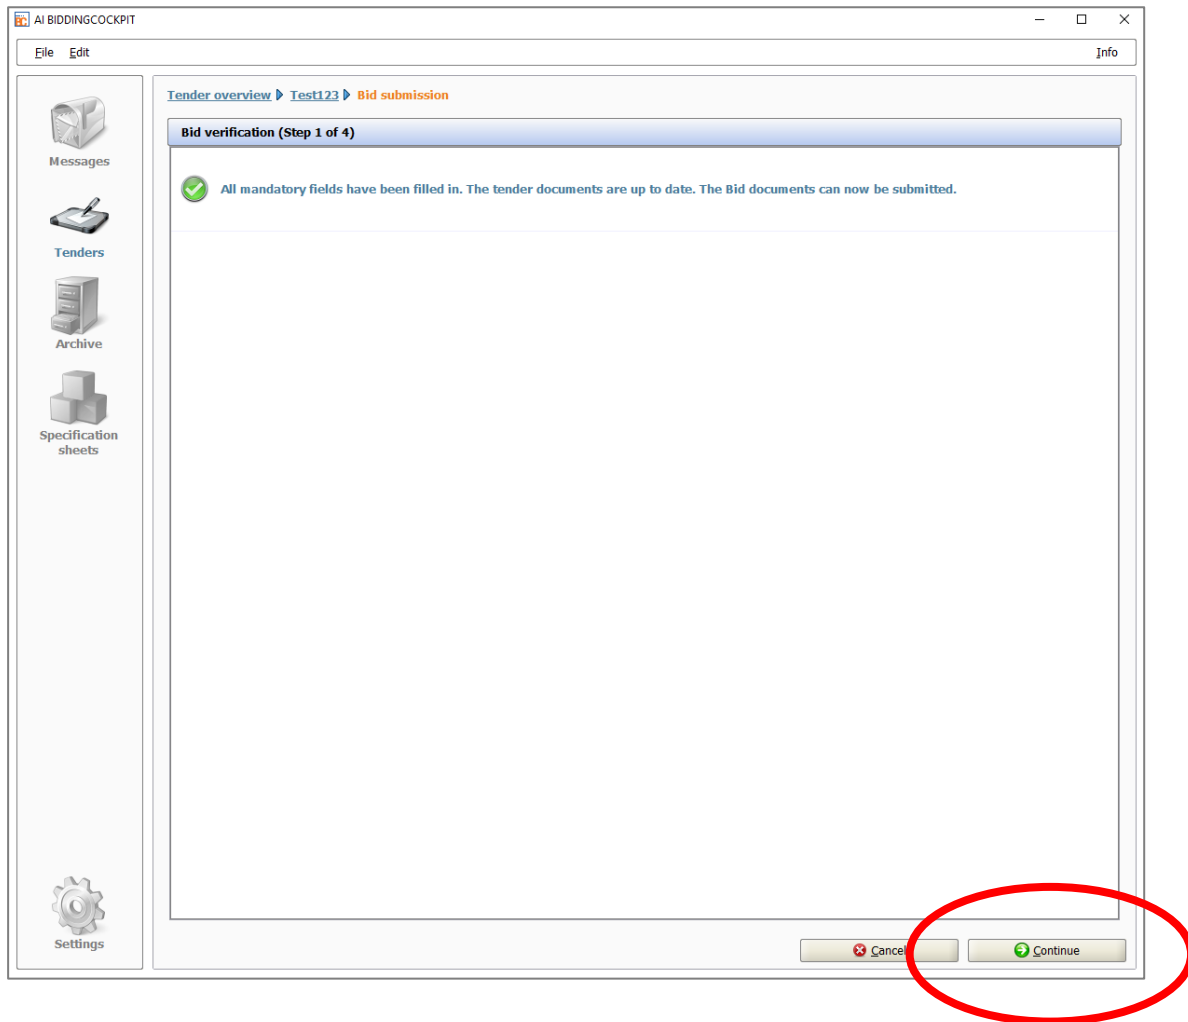 AI BIDDINGCOCKPIT
File Edit Info
Messages
Tenders
Archive
Specification
sheets
Settings
Tender overview Test123 Bid submission
Bid verification (Step 1 of 4)
All mandatory fields have been filled in. The tender documents are up to date. The Bid documents can now be submitted.
Cancel Continue